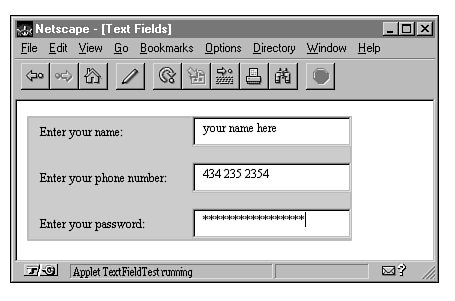 Netscape - [Text Fields]
File Edit View Go Bookmarks Options Directory Window Help
Enter your name: your name here
Enter your phone number: 434 235 2354
Enter your password: *****************
Applet TextFieldTest running
?